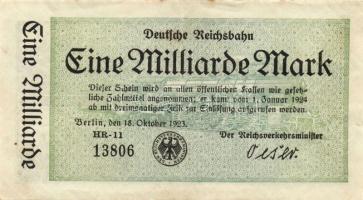 Eine Milliarde
Deutsche Reichsbahn
Eine Milliarde Mark
Dieser Schein wird an allen öffentlichen Kassen wie gesetz-
liche Zahlmittel angenommen; er kann vom 1. Januar 1924
ab mit dreimonatiger Frist zur Einlösung aufgerufen werden.
Berlin, den 18. Oktober 1923.
HR-11
Der Reichsverkehrsminister
13806
Oeser